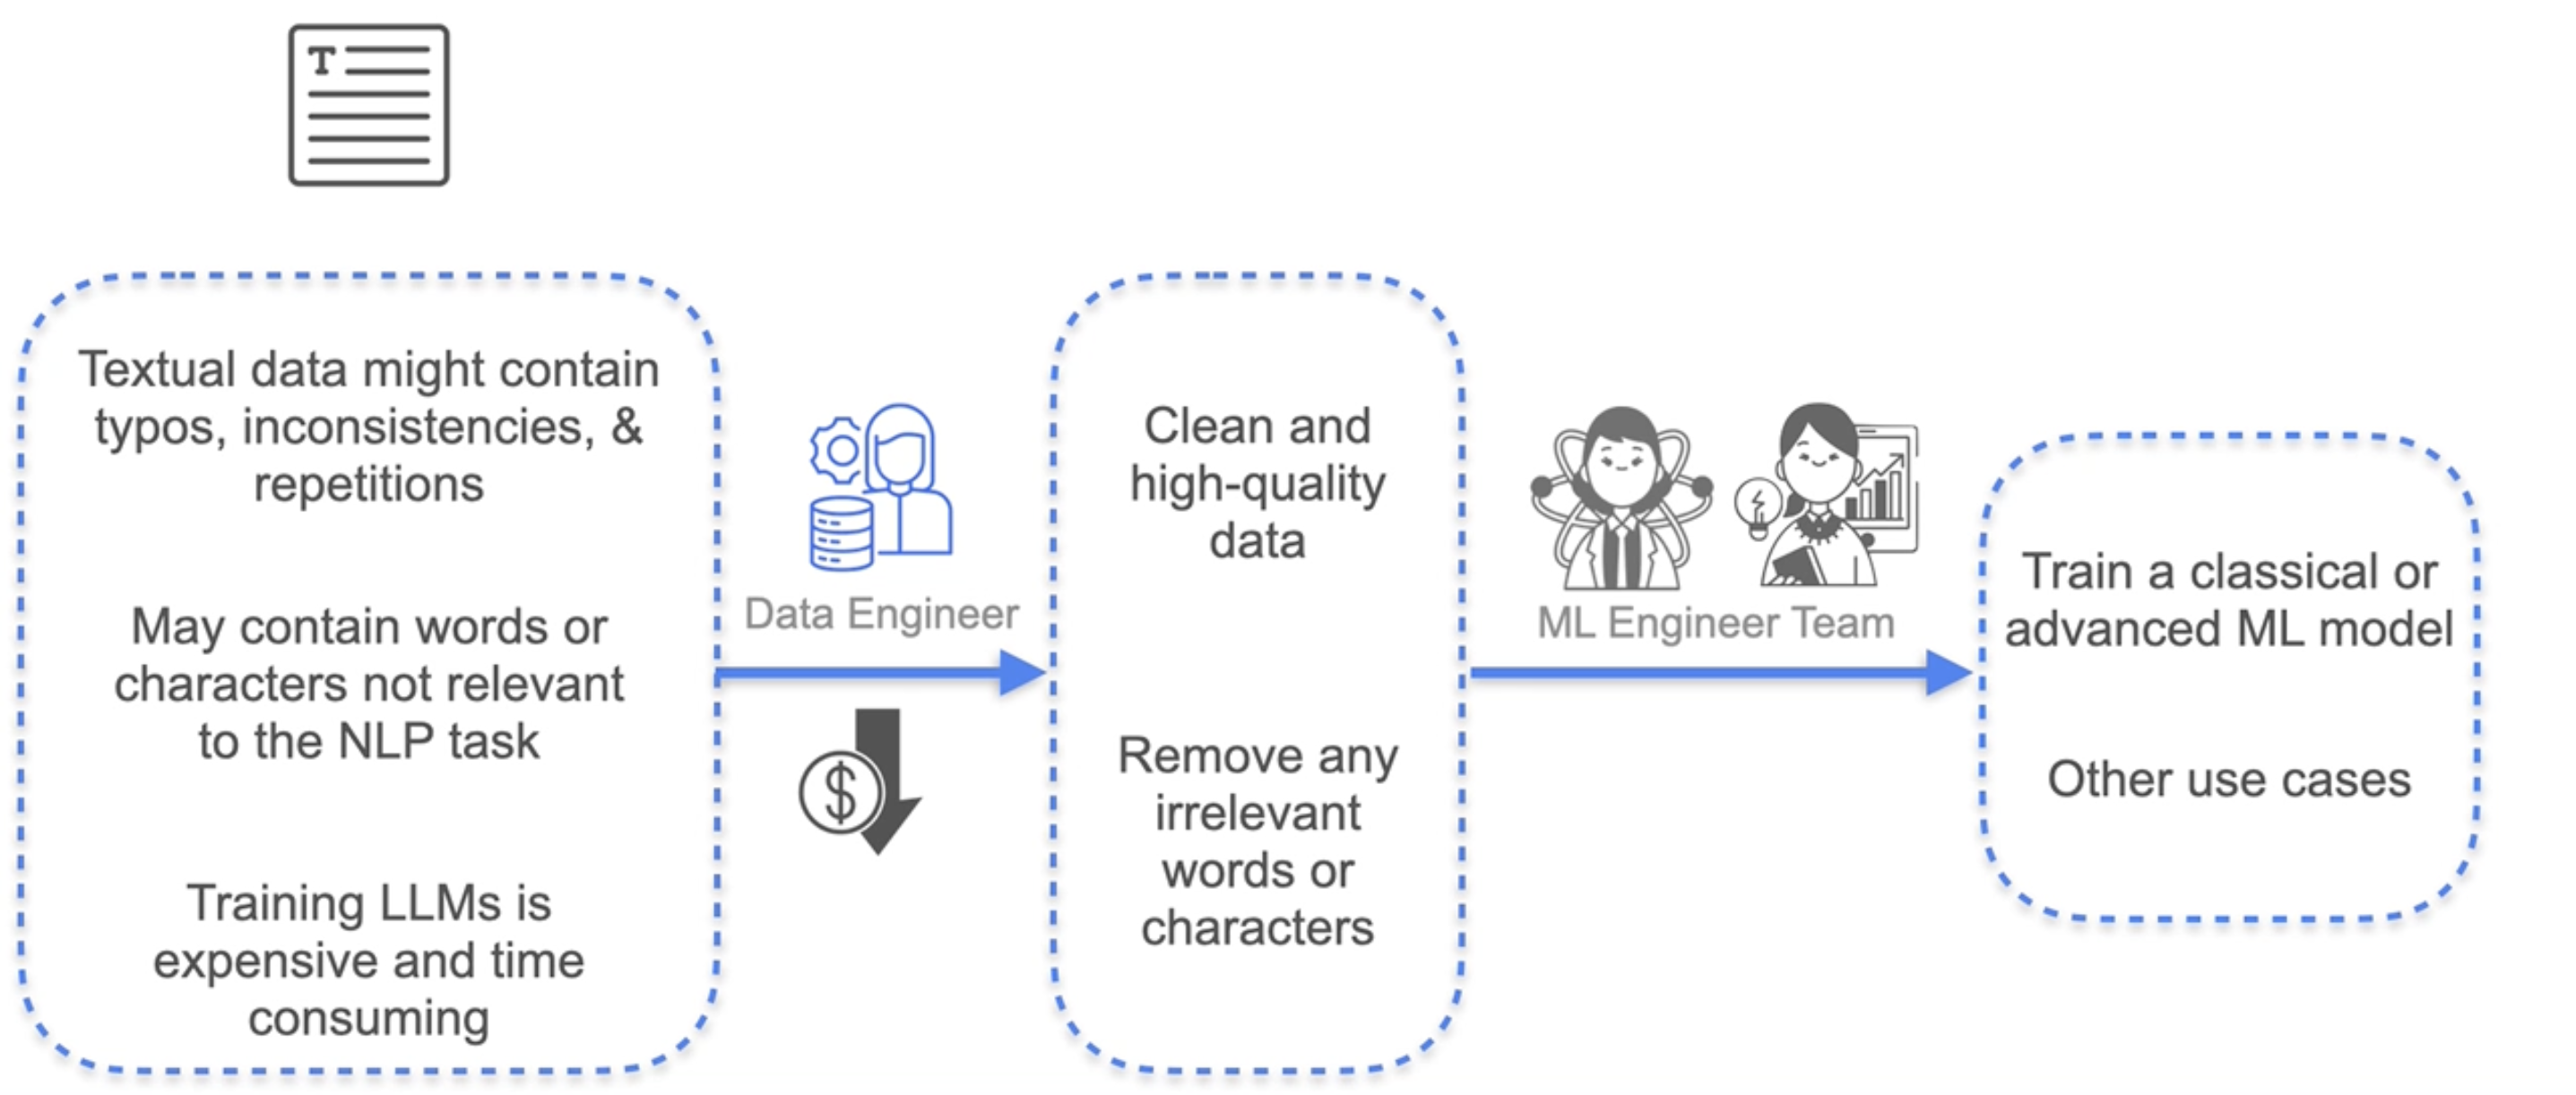 T
Textual data might contain
typos, inconsistencies, &
repetitions
May contain words or
characters not relevant
to the NLP task
Training LLMs is
expensive and time
consuming
Data Engineer
$
Clean and
high-quality
data
Remove any
irrelevant
words or
characters
ML Engineer Team
Train a classical or
advanced ML model
Other use cases